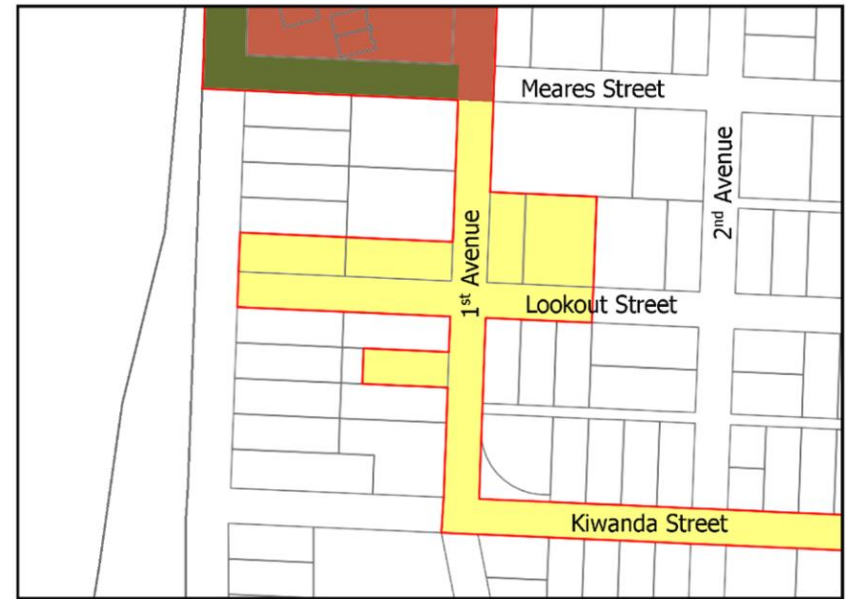 Meares Street
2nd Avenue
1st Avenue
Lookout Street
Kiwanda Street